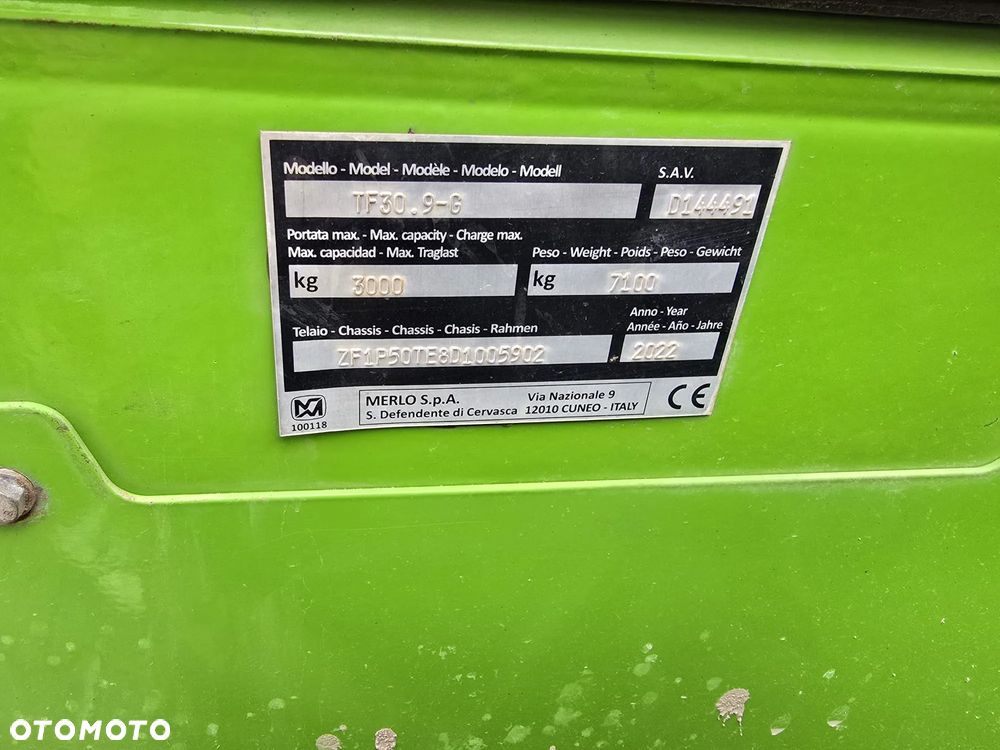 Modello - Model - Modèle - Modelo - Modell
S.A.V.
TF30.9-G
D144491
Portata max. - Max. capacity - Charge max.
Max. capacidad - Max. Traglast
Peso - Weight - Poids - Peso - Gewicht
kg 3000
kg 7100
Anno - Year
Telaio - Chassis - Chassis - Chasis - Rahmen
Année - Año - Jahre
ZF1P50TE8D1005902
2022
MERLO S.p.A.
Via Nazionale 9
S. Defendente di Cervasca 12010 CUNEO - ITALY
CE
100118
OTOMOTO